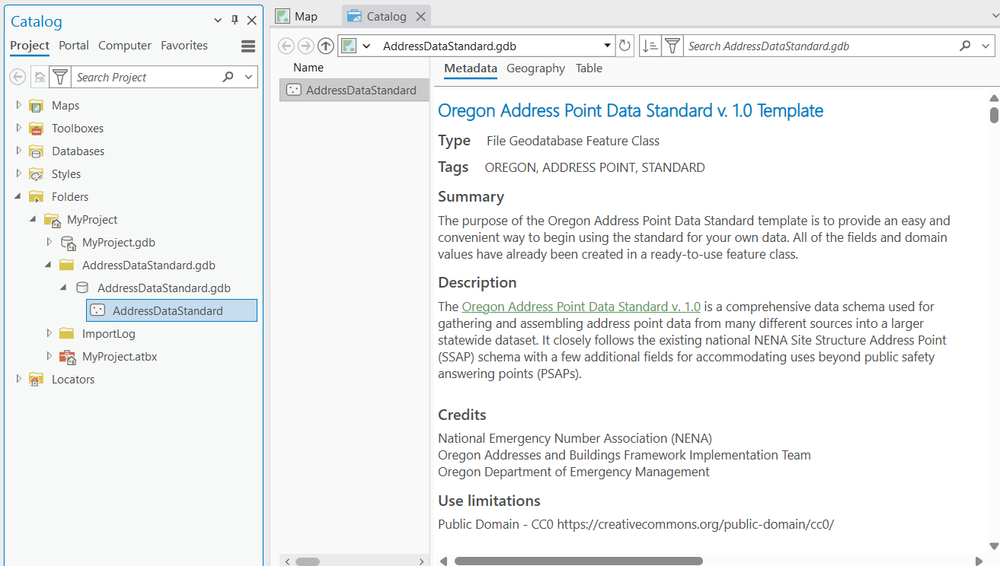 Catalog
Project Portal Computer Favorites
Search Project
Maps
Toolboxes
Databases
Styles
Folders
MyProject
MyProject.gdb
AddressDataStandard.gdb
AddressDataStandard.gdb
AddressDataStandard
ImportLog
MyProject.atbx
Locators
Map Catalog
AddressDataStandard.gdb Search AddressDataStandard.gdb
Name
AddressDataStandard
Metadata Geography Table
Oregon Address Point Data Standard v. 1.0 Template
Type File Geodatabase Feature Class
Tags OREGON, ADDRESS POINT, STANDARD
Summary
The purpose of the Oregon Address Point Data Standard template is to provide an easy and
convenient way to begin using the standard for your own data. All of the fields and domain
values have already been created in a ready-to-use feature class.
Description
The Oregon Address Point Data Standard v. 1.0 is a comprehensive data schema used for
gathering and assembling address point data from many different sources into a larger
statewide dataset. It closely follows the existing national NENA Site Structure Address Point
(SSAP) schema with a few additional fields for accommodating uses beyond public safety
answering points (PSAPs).
Credits
National Emergency Number Association (NENA)
Oregon Addresses and Buildings Framework Implementation Team
Oregon Department of Emergency Management
Use limitations
Public Domain - CC0 https://creativecommons.org/public-domain/cc0/